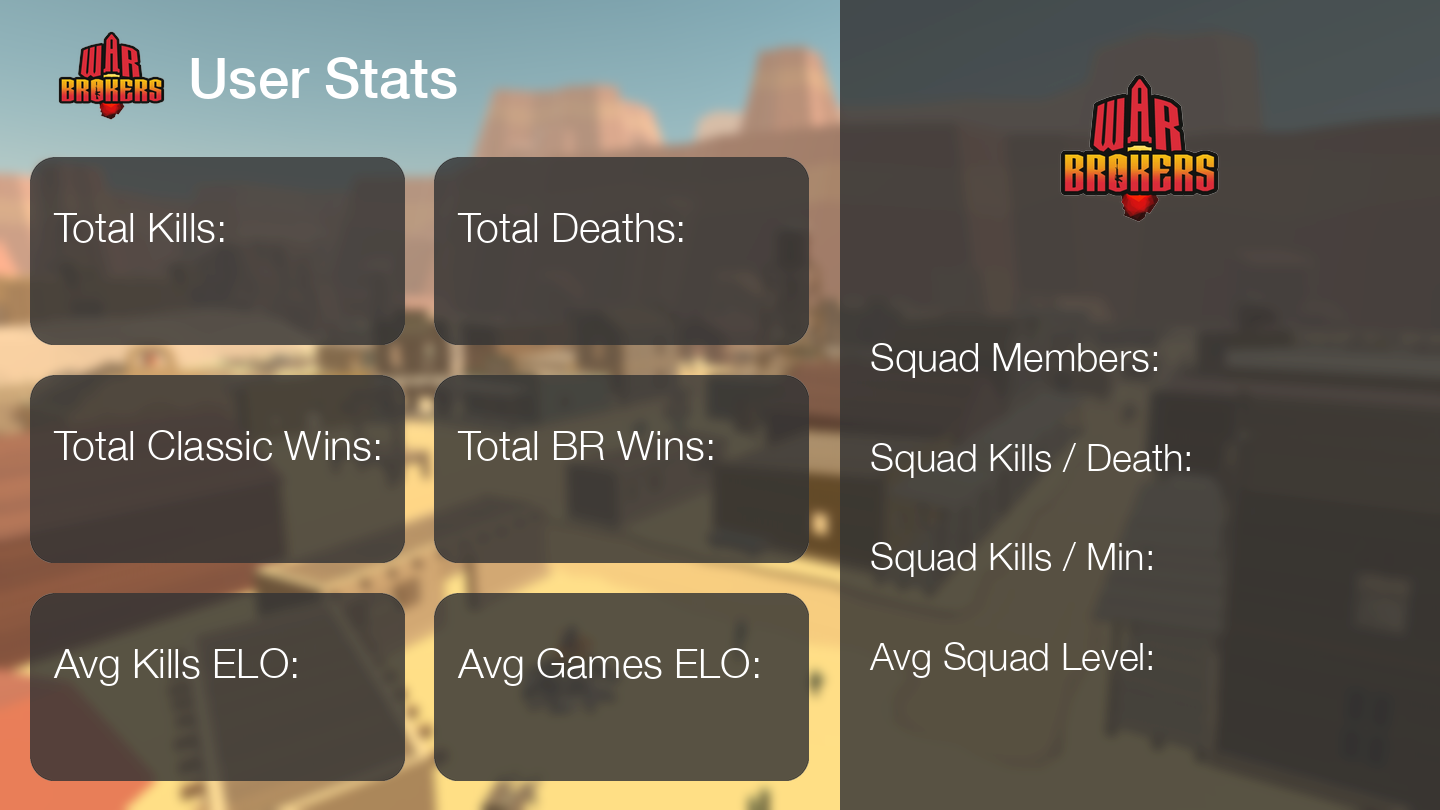 WAR
BROKERS
User Stats
Total Kills:
Total Deaths:
Total Classic Wins:
Total BR Wins:
Avg Kills ELO:
Avg Games ELO:
WAR
BROKERS
Squad Members:
Squad Kills / Death:
Squad Kills / Min:
Avg Squad Level: